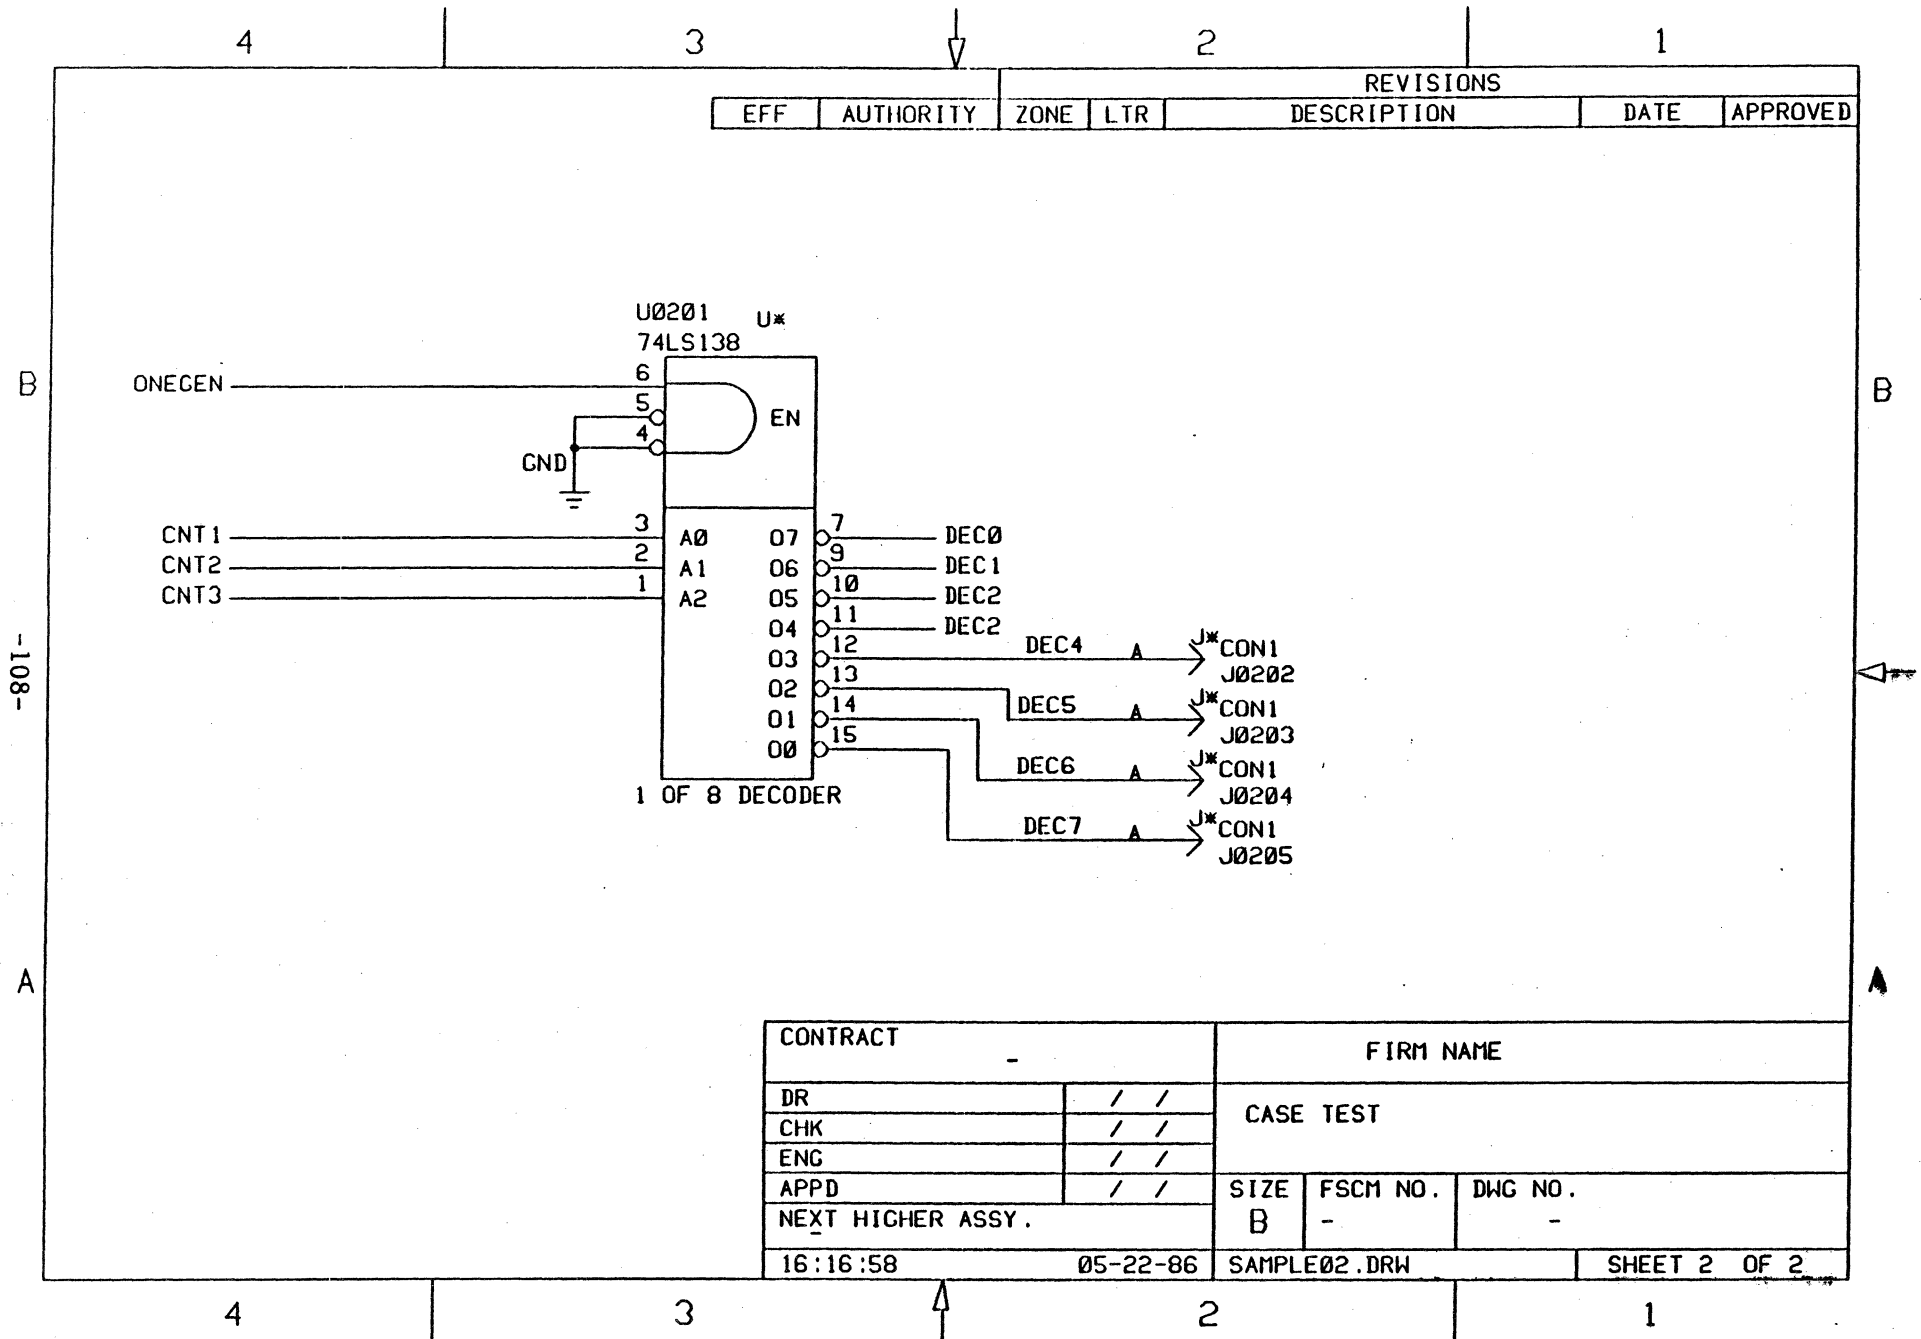 4 3 2 1
REVISIONS
EFF AUTHORITY ZONE LTR DESCRIPTION DATE APPROVED
U0201 U*
74LS138
B ONEGEN 6 B
5 EN
4
GND
CNT1 3 A0 O7 7 DEC0
CNT2 2 A1 O6 9 DEC1
CNT3 1 A2 O5 10 DEC2
O4 11 DEC2
O3 12 DEC4 A J* CON1
J0202
O2 13 DEC5 A J* CON1
J0203
O1 14 DEC6 A J* CON1
J0204
O0 15 DEC7 A J* CON1
J0205
1 OF 8 DECODER
-108-
A A
CONTRACT
-
FIRM NAME
DR / /
CHK / /
ENG / /
APPD / /
CASE TEST
NEXT HIGHER ASSY.
-
SIZE FSCM NO. DWG NO.
B - -
16:16:58 05-22-86 SAMPLE02.DRW SHEET 2 OF 2
4 3 2 1